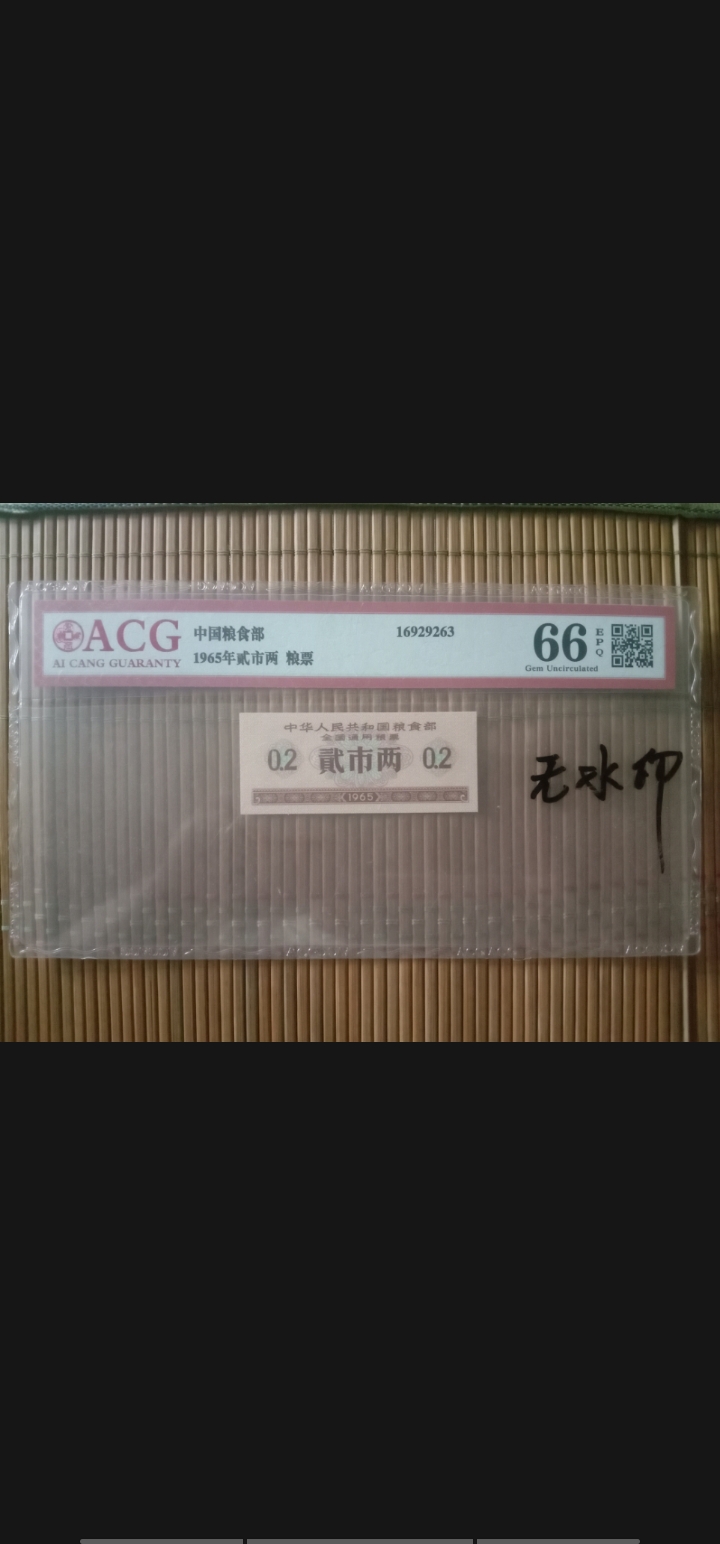 ACG
AI CANG GUARANTY
中国粮食部
1965年贰市两 粮票
16929263
66
EPQ
Gem Uncirculated
中华人民共和国粮食部
全国通用粮票
0.2 贰市两 0.2
1965
无水印